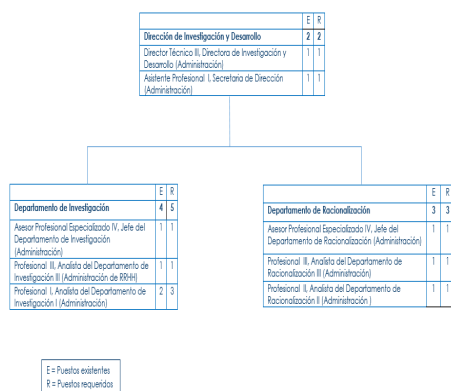 E R
Dirección de Investigación y Desarrollo 2 2
Director Técnico III, Directora de Investigación y 1 1
Desarrollo (Administración)
Asistente Profesional I, Secretaria de Dirección 1 1
(Administración)
E R
Departamento de Investigación 4 5
Asesor Profesional Especializado IV, Jefe del 1 1
Departamento de Investigación
(Administración)
Profesional III, Analista del Departamento de 1 1
Investigación III (Administración de RRHH)
Profesional I, Analista del Departamento de 2 3
Investigación I (Administración)
E R
Departamento de Racionalización 3 3
Asesor Profesional Especializado IV, Jefe del 1 1
Departamento de Racionalización (Administración)
Profesional III, Analista del Departamento de 1 1
Racionalización III (Administración)
Profesional II, Analista del Departamento de 1 1
Racionalización II (Administración )
E = Puestos existentes
R = Puestos requeridos